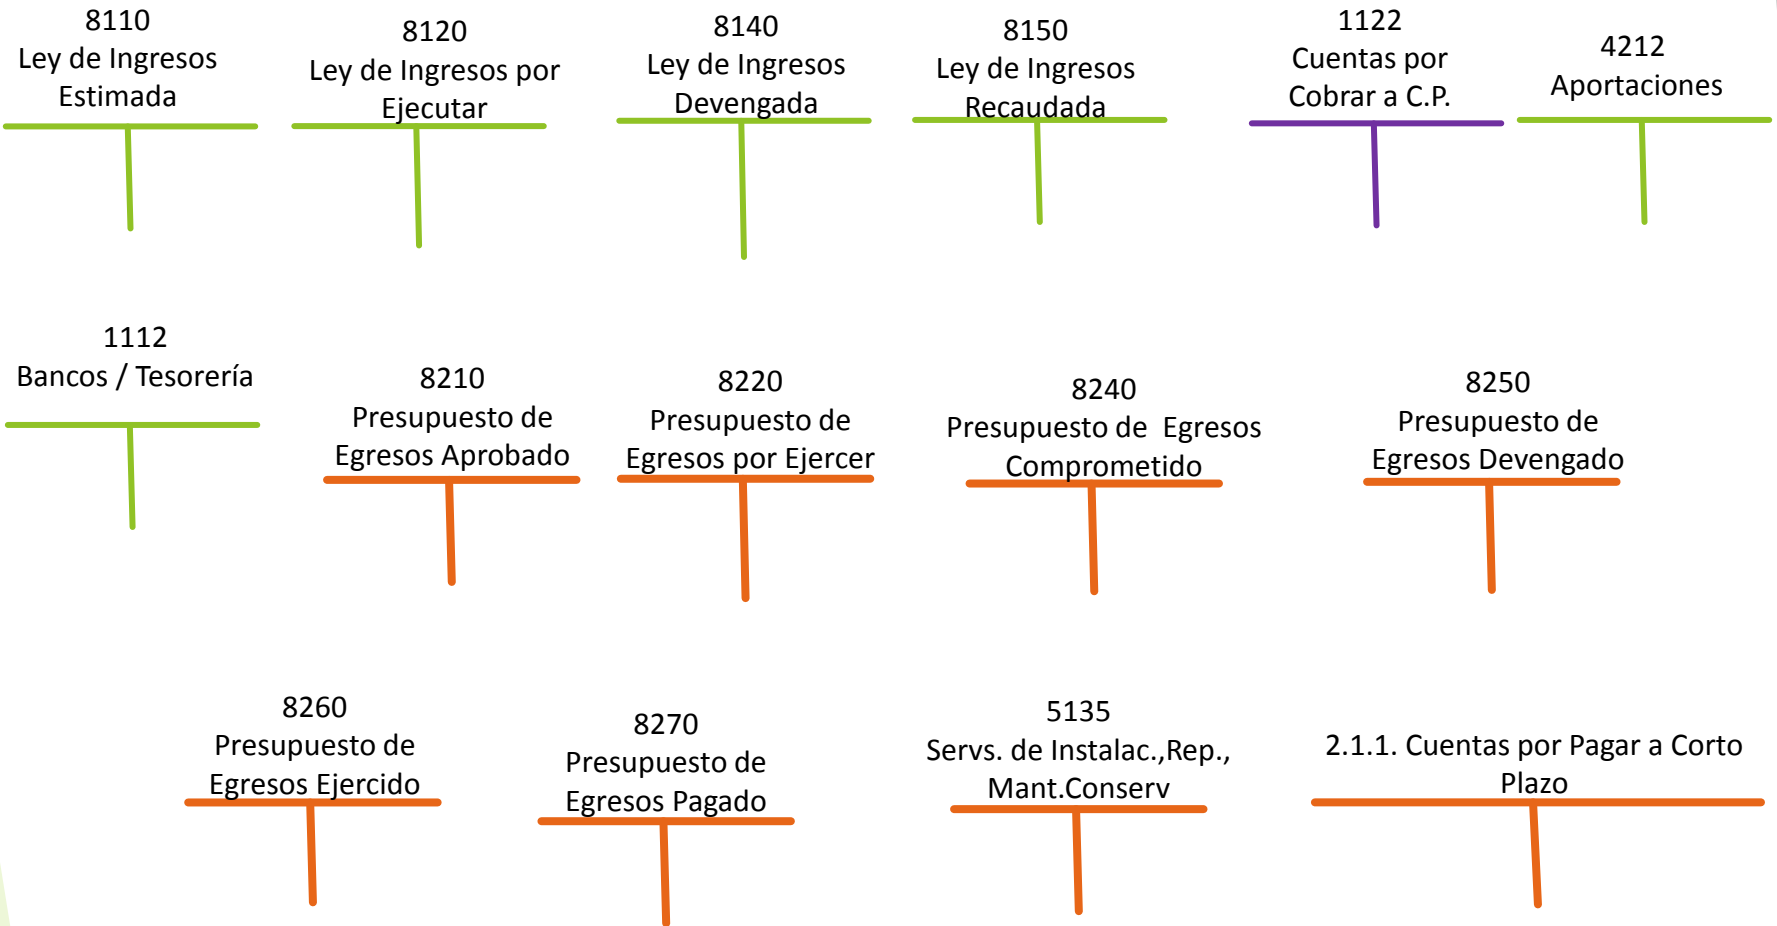 8110
Ley de Ingresos
Estimada
8120
Ley de Ingresos por
Ejecutar
8140
Ley de Ingresos
Devengada
8150
Ley de Ingresos
Recaudada
1122
Cuentas por
Cobrar a C.P.
4212
Aportaciones
1112
Bancos / Tesorería
8210
Presupuesto de
Egresos Aprobado
8220
Presupuesto de
Egresos por Ejercer
8240
Presupuesto de  Egresos
Comprometido
8250
Presupuesto de
Egresos Devengado
8260
Presupuesto de
Egresos Ejercido
8270
Presupuesto de
Egresos Pagado
5135
Servs. de Instalac.,Rep.,
Mant.Conserv
2.1.1. Cuentas por Pagar a Corto
Plazo